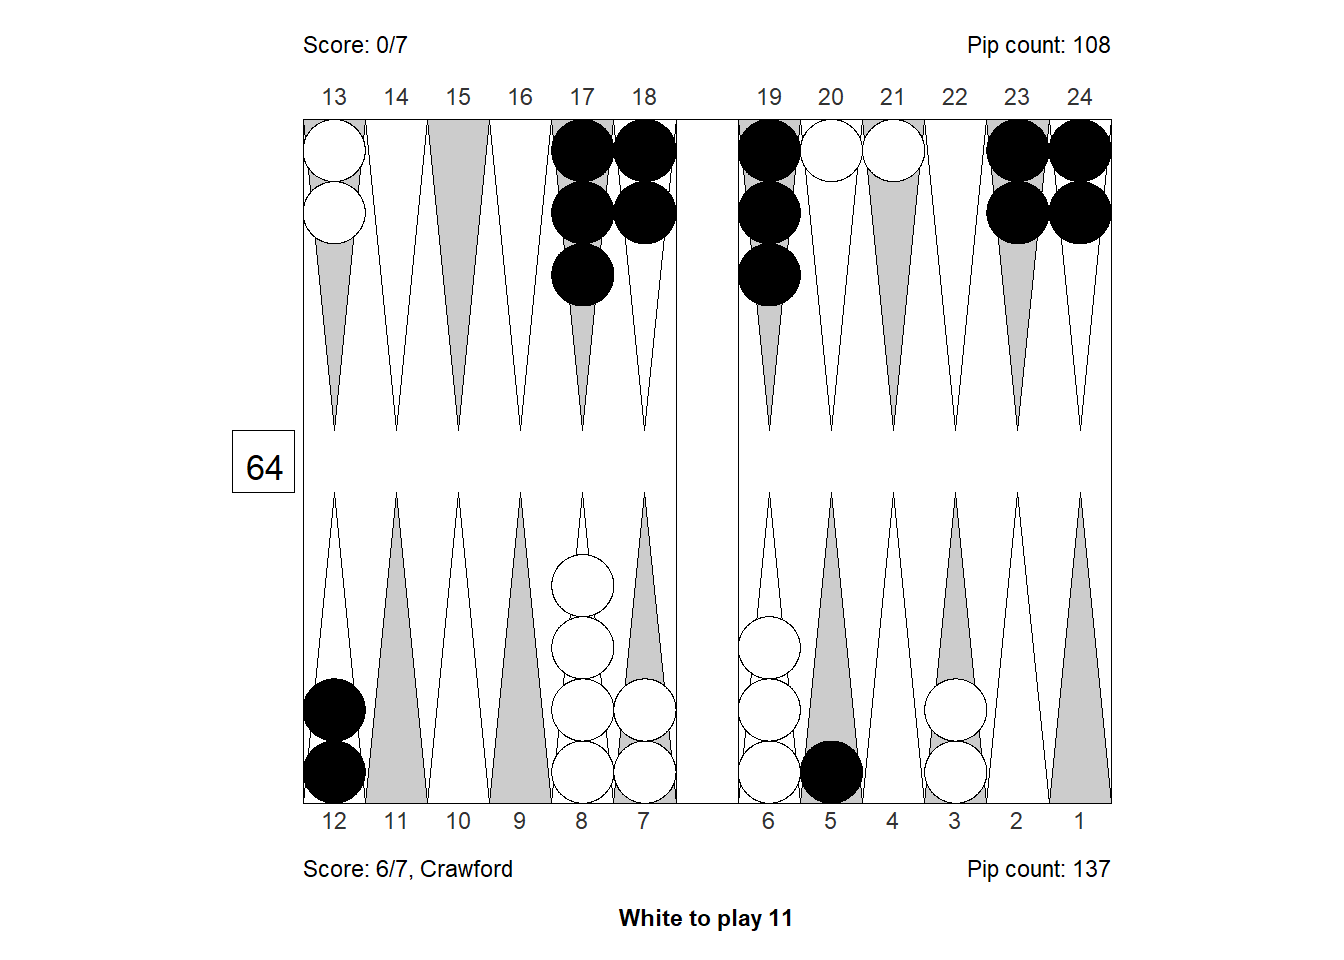 Score: 0/7 Pip count: 108
13 14 15 16 17 18 19 20 21 22 23 24
64
12 11 10 9 8 7 6 5 4 3 2 1
Score: 6/7, Crawford Pip count: 137
White to play 11